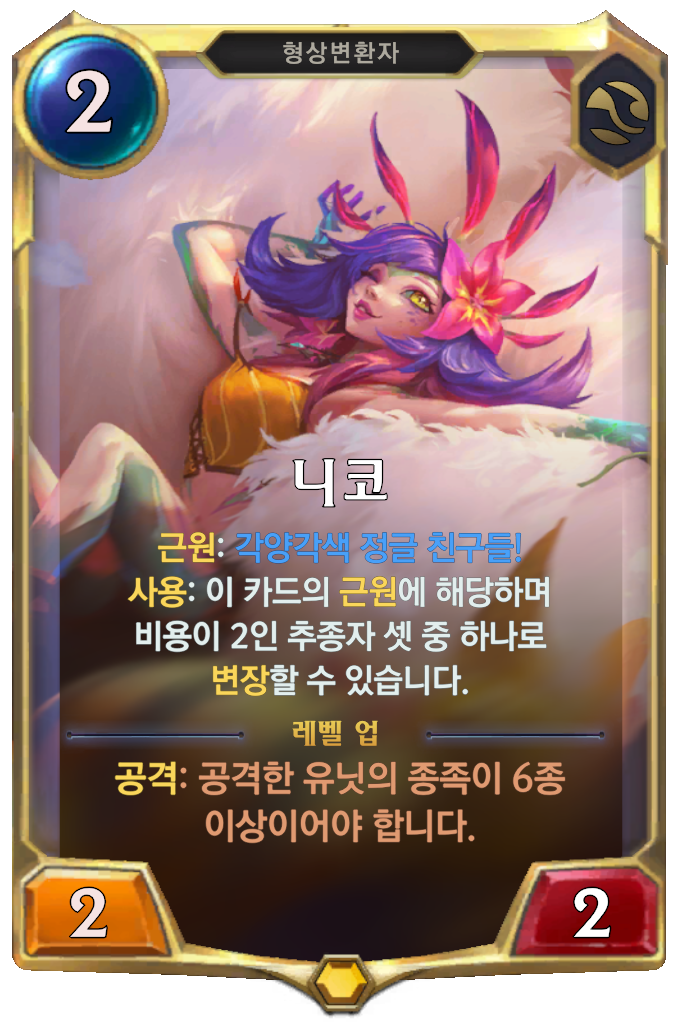 형상변환자
2
니코
근원: 각양각색 정글 친구들!
사용: 이 카드의 근원에 해당하며
비용이 2인 추종자 셋 중 하나로
변장할 수 있습니다.
레벨 업
공격: 공격한 유닛의 종족이 6종
이상이어야 합니다.
2
2